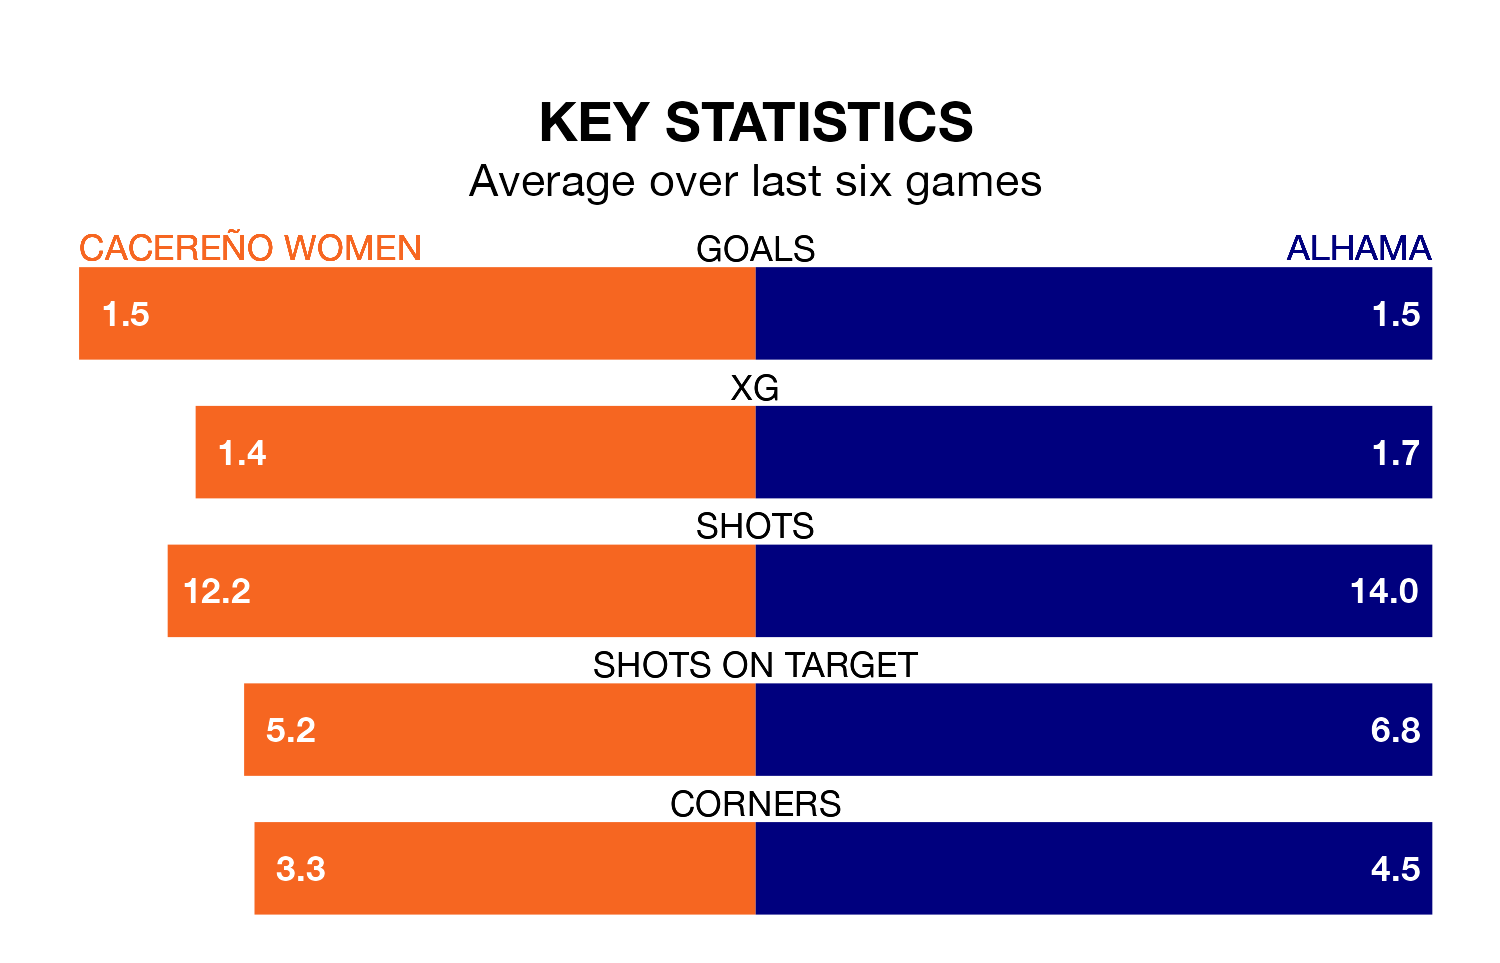 KEY STATISTICS
Average over last six games
CACEREÑO WOMEN GOALS ALHAMA
1.5 1.5
XG
1.4 1.7
SHOTS
12.2 14.0
SHOTS ON TARGET
5.2 6.8
CORNERS
3.3 4.5